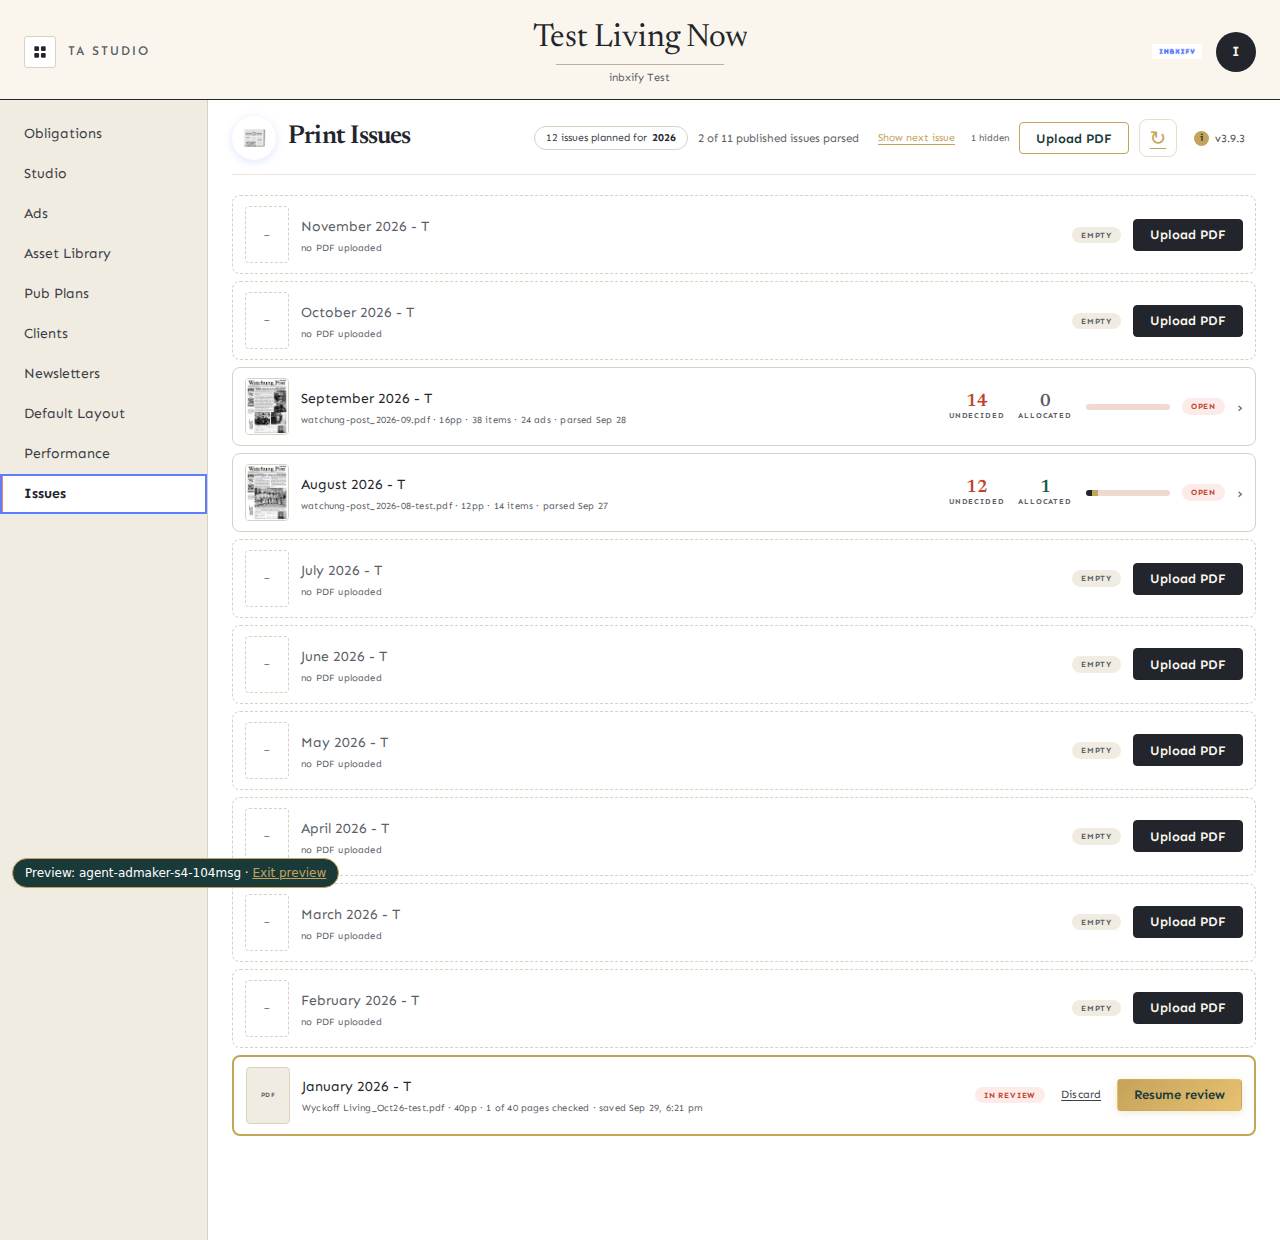 TA STUDIO
Test Living Now
inbxify Test
INBXIFY
I
Obligations
Studio
Ads
Asset Library
Pub Plans
Clients
Newsletters
Default Layout
Performance
Issues
Print Issues
12 issues planned for 2026
2 of 11 published issues parsed
Show next issue
1 hidden
Upload PDF
↻
i
v3.9.3
–
November 2026 - T
no PDF uploaded
EMPTY
Upload PDF
–
October 2026 - T
no PDF uploaded
EMPTY
Upload PDF
Watchung Post
September 2026 - T
watchung-post_2026-09.pdf · 16pp · 38 items · 24 ads · parsed Sep 28
14
UNDECIDED
0
ALLOCATED
OPEN
›
Watchung Post
August 2026 - T
watchung-post_2026-08-test.pdf · 12pp · 14 items · parsed Sep 27
12
UNDECIDED
1
ALLOCATED
OPEN
›
–
July 2026 - T
no PDF uploaded
EMPTY
Upload PDF
–
June 2026 - T
no PDF uploaded
EMPTY
Upload PDF
–
May 2026 - T
no PDF uploaded
EMPTY
Upload PDF
–
April 2026 - T
no PDF uploaded
EMPTY
Upload PDF
Preview: agent-admaker-s4-104msg · Exit preview
–
March 2026 - T
no PDF uploaded
EMPTY
Upload PDF
–
February 2026 - T
no PDF uploaded
EMPTY
Upload PDF
PDF
January 2026 - T
Wyckoff Living_Oct26-test.pdf · 40pp · 1 of 40 pages checked · saved Sep 29, 6:21 pm
IN REVIEW
Discard
Resume review